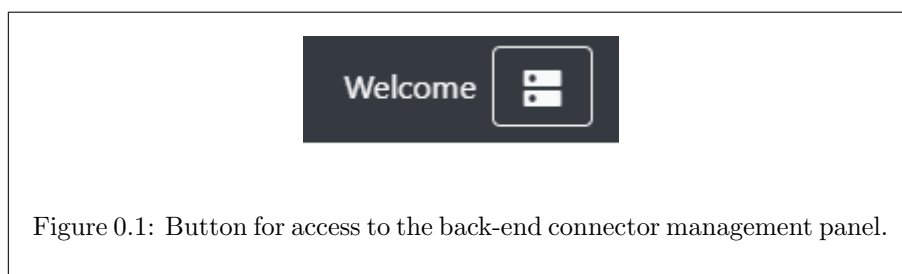 Welcome
Figure 0.1: Button for access to the back-end connector management panel.